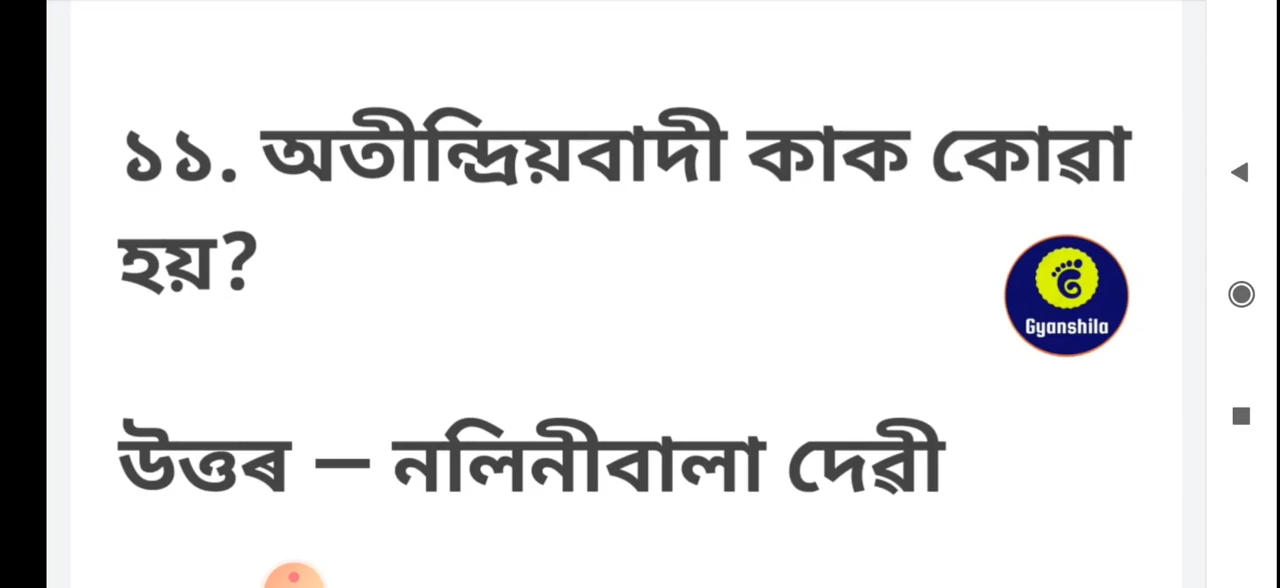 ১১. অতীন্দ্ৰিয়বাদী কাক কোৱা
হয়?
Gyanshila
উত্তৰ – নলিনীবালা দেৱী